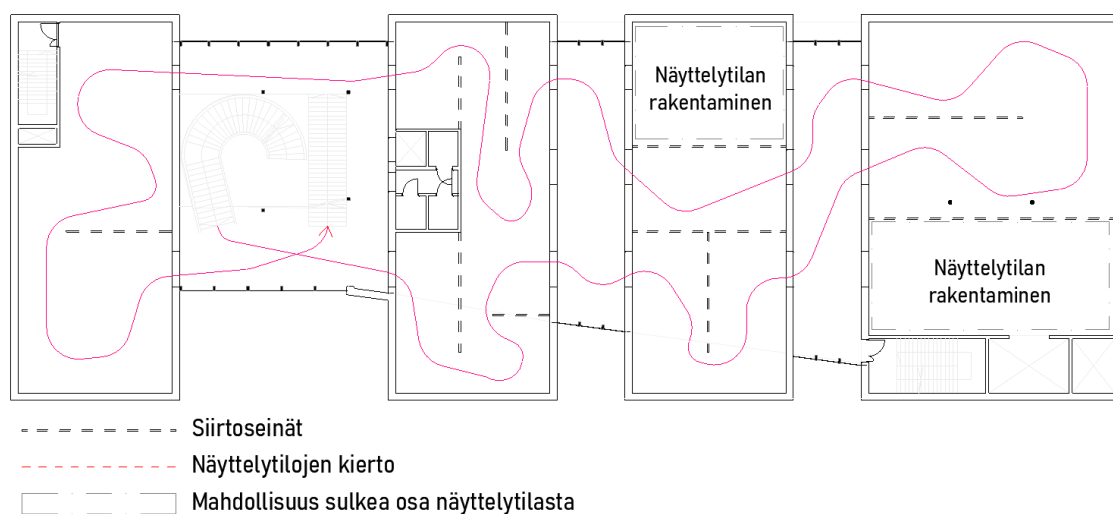 Näyttelytilan
rakentaminen
Näyttelytilan
rakentaminen
Siirtoseinät
Näyttelytilojen kierto
Mahdollisuus sulkea osa näyttelytilasta